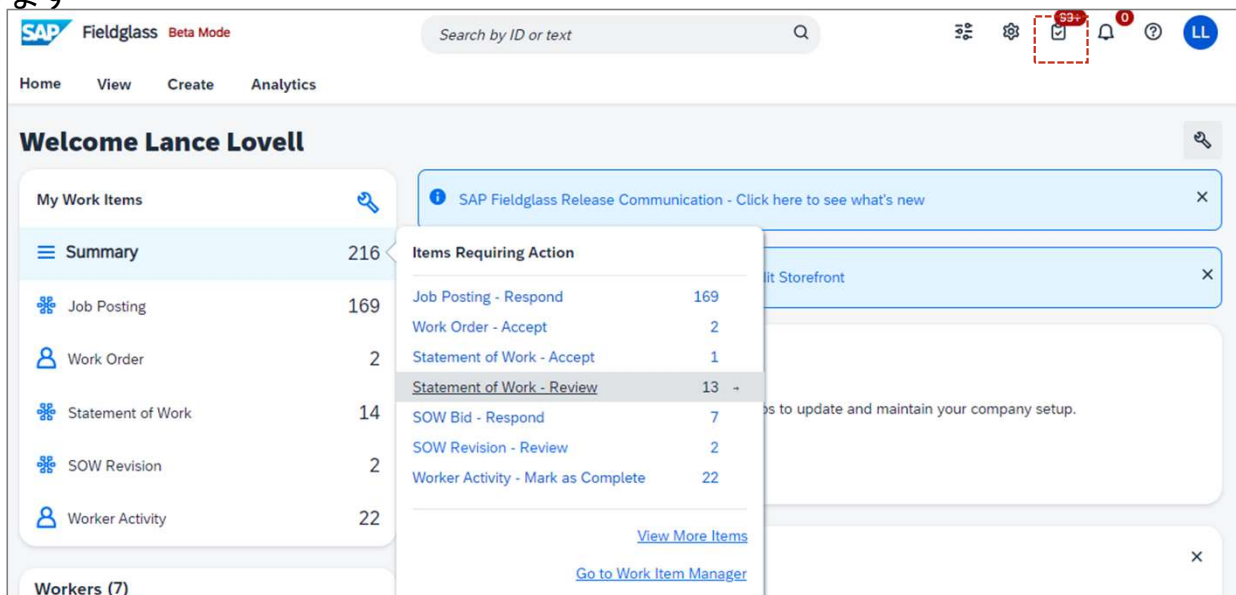 ます
SAP Fieldglass Beta Mode
Search by ID or text
99+
0
LL
Home View Create Analytics
Welcome Lance Lovell
My Work Items
SAP Fieldglass Release Communication - Click here to see what's new
Summary 216
Items Requiring Action
lit Storefront
Job Posting 169
Job Posting - Respond 169
Work Order - Accept 2
Work Order 2
Statement of Work - Accept 1
Statement of Work - Review 13
Statement of Work 14
SOW Bid - Respond 7
os to update and maintain your company setup.
SOW Revision - Review 2
SOW Revision 2
Worker Activity - Mark as Complete 22
Worker Activity 22
View More Items
Go to Work Item Manager
Workers (7)